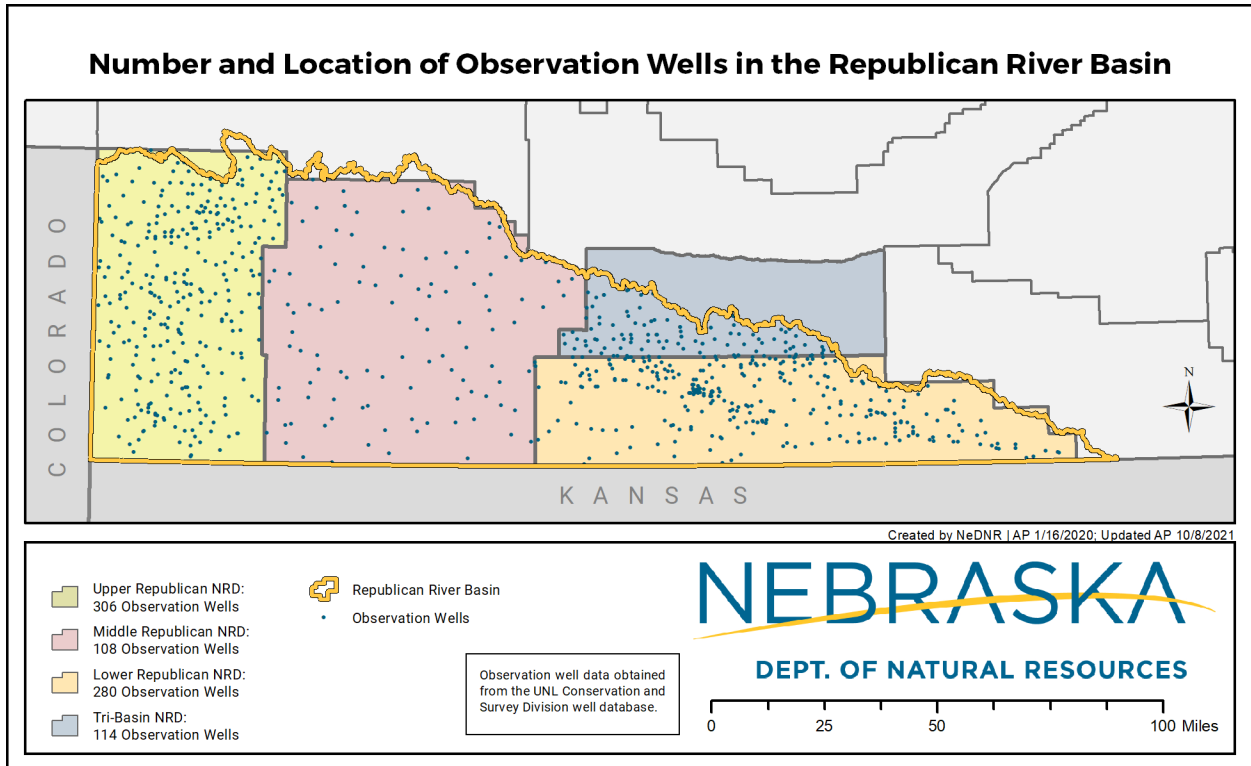 Number and Location of Observation Wells in the Republican River Basin
COLORADO
N
KANSAS
Created by NeDNR | AP 1/16/2020; Updated AP 10/8/2021
Upper Republican NRD:
306 Observation Wells
Middle Republican NRD:
108 Observation Wells
Lower Republican NRD:
280 Observation Wells
Tri-Basin NRD:
114 Observation Wells
Republican River Basin
Observation Wells
Observation well data obtained
from the UNL Conservation and
Survey Division well database.
NEBRASKA
DEPT. OF NATURAL RESOURCES
0 25 50 100 Miles